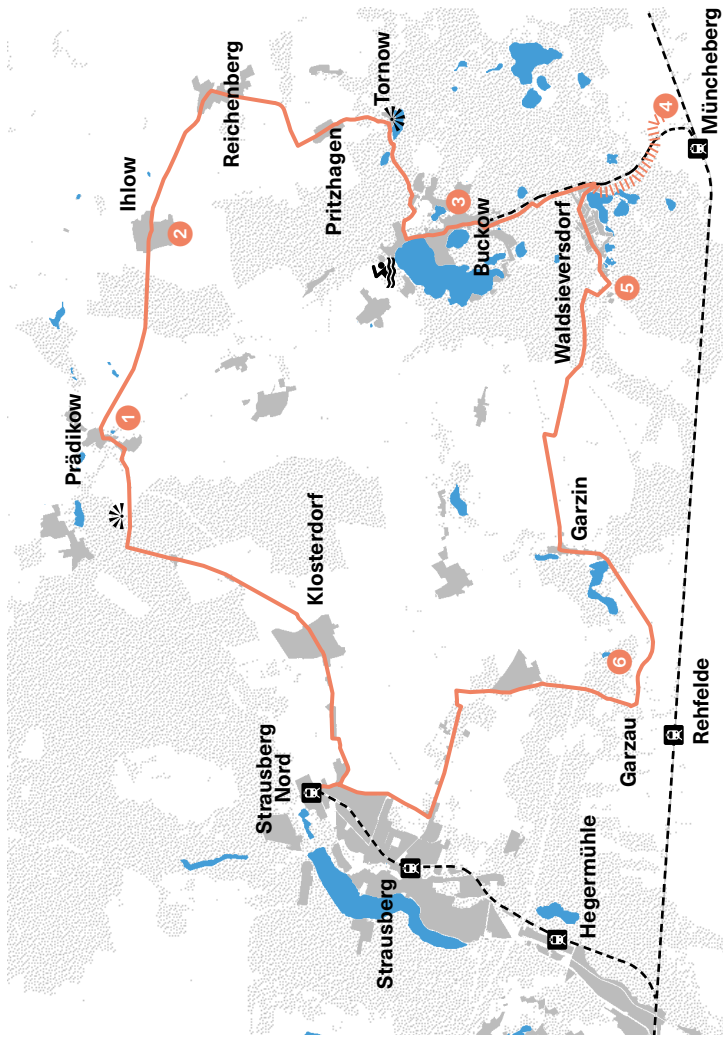 Prädikow
1
Ihlow
2
Reichenberg
Pritzhagen
Tornow
3
Buckow
4
Müncheberg
Waldsieversdorf
5
Garzin
6
Garzau
Rehfelde
Klosterdorf
Strausberg
Nord
Strausberg
Hegermühle